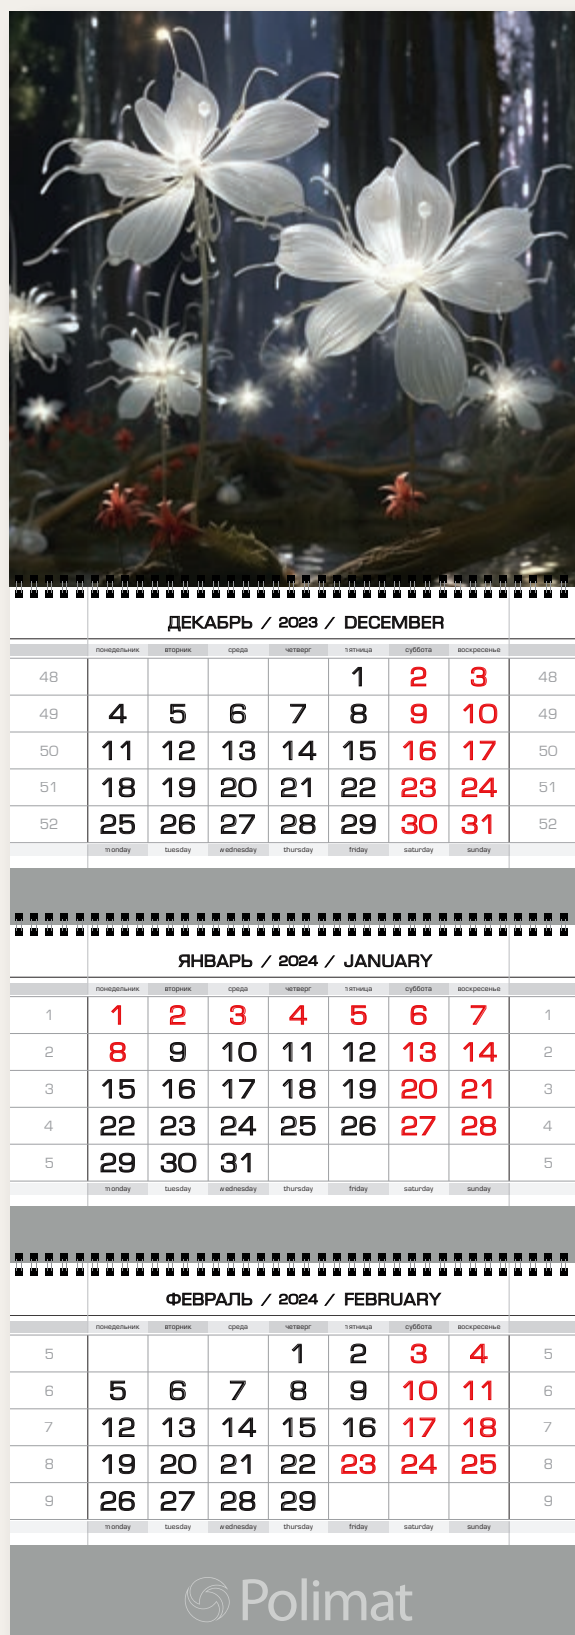 ДЕКАБРЬ / 2023 / DECEMBER
понедельник вторник среда четверг пятница суббота воскресенье
48 1 2 3 48
49 4 5 6 7 8 9 10 49
50 11 12 13 14 15 16 17 50
51 18 19 20 21 22 23 24 51
52 25 26 27 28 29 30 31 52
monday tuesday wednesday thursday friday saturday sunday
ЯНВАРЬ / 2024 / JANUARY
понедельник вторник среда четверг пятница суббота воскресенье
1 1 2 3 4 5 6 7 1
2 8 9 10 11 12 13 14 2
3 15 16 17 18 19 20 21 3
4 22 23 24 25 26 27 28 4
5 29 30 31 5
monday tuesday wednesday thursday friday saturday sunday
ФЕВРАЛЬ / 2024 / FEBRUARY
понедельник вторник среда четверг пятница суббота воскресенье
5 1 2 3 4 5
6 5 6 7 8 9 10 11 6
7 12 13 14 15 16 17 18 7
8 19 20 21 22 23 24 25 8
9 26 27 28 29 9
monday tuesday wednesday thursday friday saturday sunday
Polimat